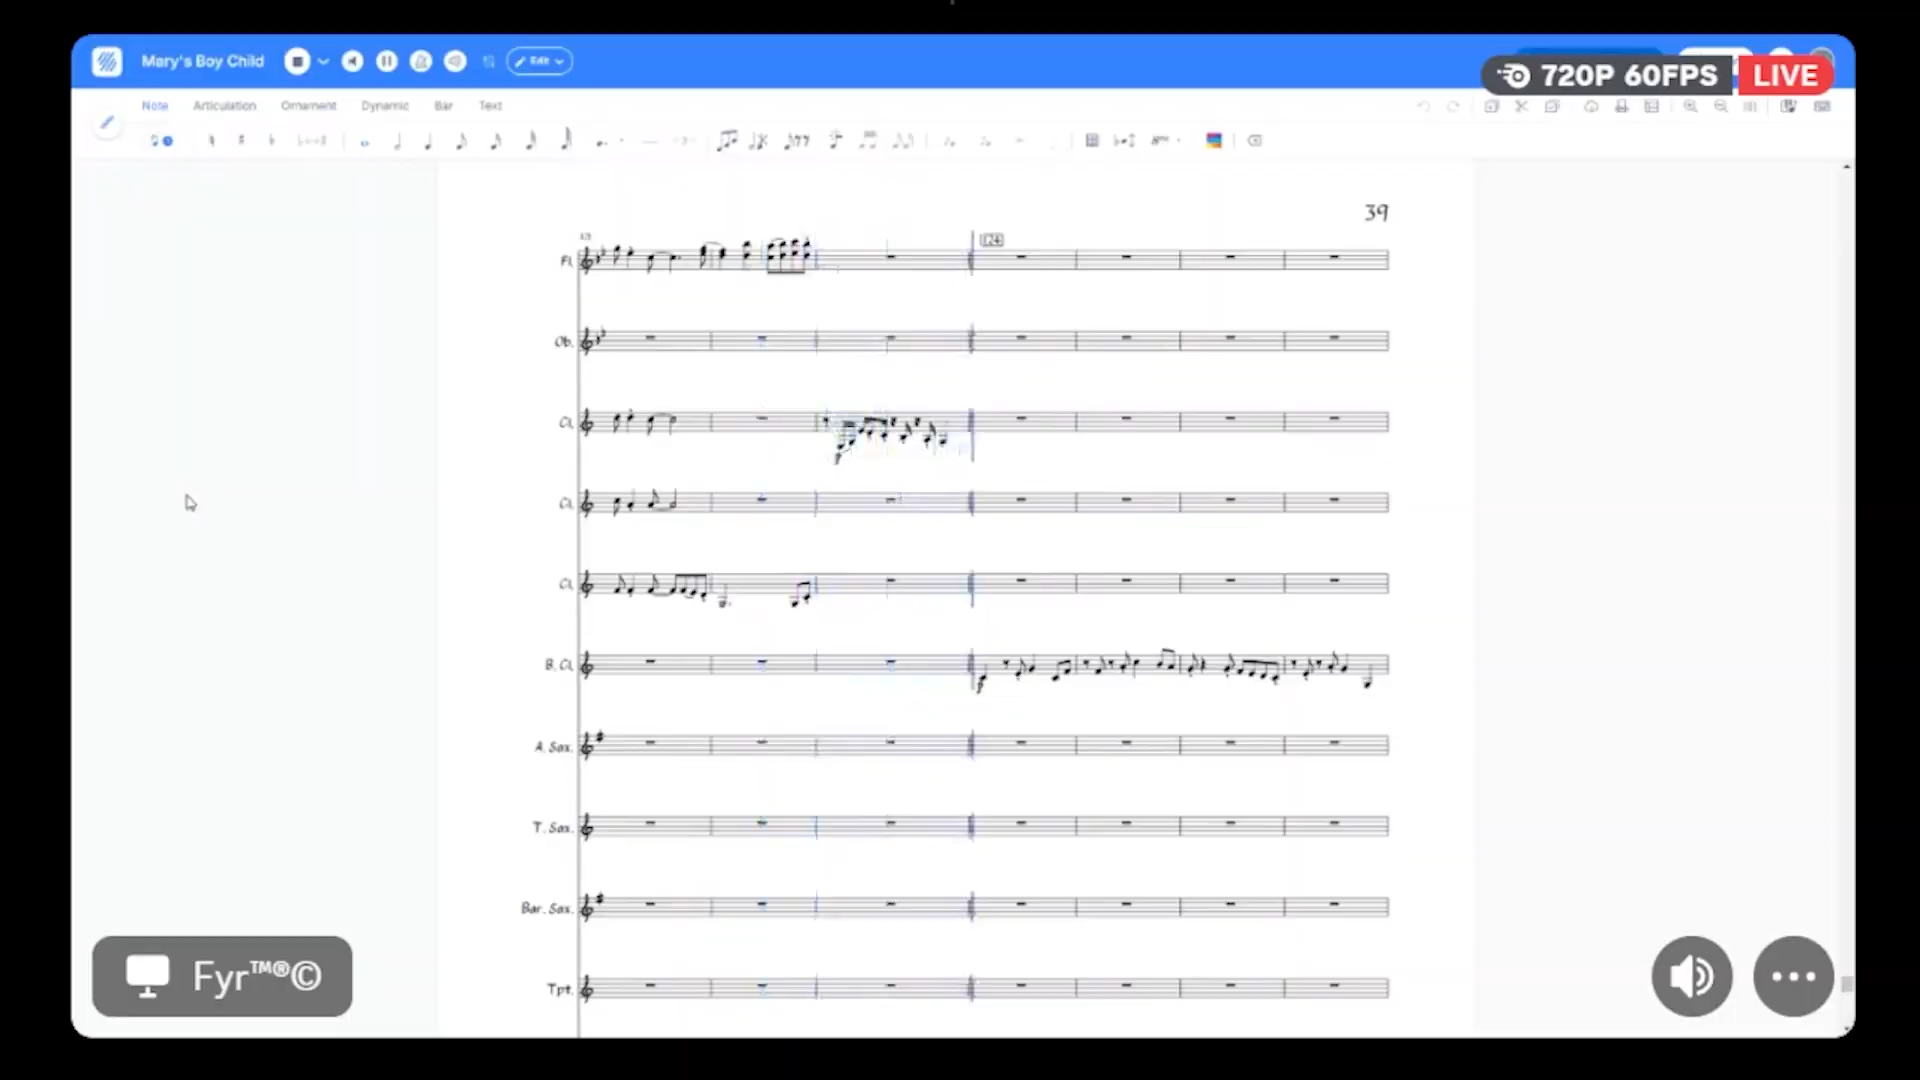 Mary's Boy Child
Edit
720P 60FPS
LIVE
Note Articulation Ornament Dynamic Bar Text
39
124
Fl.
Ob.
Cl.
Cl.
Cl.
B. Cl.
A. Sax.
T. Sax.
Bar. Sax.
Tpt.
Fyr™®©